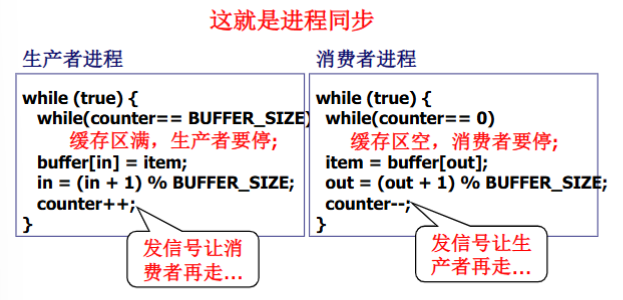 这就是进程同步
生产者进程
while (true) {
while(counter== BUFFER_SIZE)
缓存区满，生产者要停;
buffer[in] = item;
in = (in + 1) % BUFFER_SIZE;
counter++;
}
发信号让消
费者再走...
消费者进程
while (true) {
while(counter== 0)
缓存区空，消费者要停;
item = buffer[out];
out = (out + 1) % BUFFER_SIZE;
counter--;
}
发信号让生
产者再走...